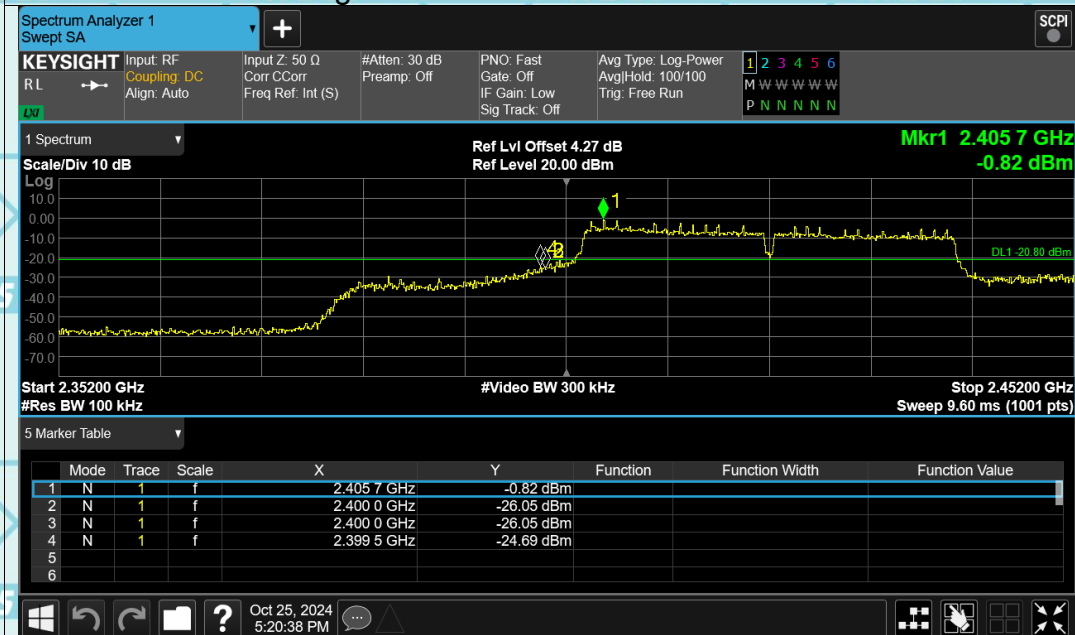 Spectrum Analyzer 1
Swept SA
+
SCPI
KEYSIGHT
R L
LXI
Input: RF
Coupling: DC
Align: Auto
Input Z: 50 Ω
Corr CCorr
Freq Ref: Int (S)
#Atten: 30 dB
Preamp: Off
PNO: Fast
Gate: Off
IF Gain: Low
Sig Track: Off
Avg Type: Log-Power
Avg|Hold: 100/100
Trig: Free Run
1 2 3 4 5 6
M W W W W W
P N N N N N
1 Spectrum
Scale/Div 10 dB
Ref Lvl Offset 4.27 dB
Ref Level 20.00 dBm
Mkr1 2.405 7 GHz
-0.82 dBm
Log
10.0
0.00
-10.0
-20.0
-30.0
-40.0
-50.0
-60.0
-70.0
1
DL1 -20.80 dBm
Start 2.35200 GHz
#Res BW 100 kHz
#Video BW 300 kHz
Stop 2.45200 GHz
Sweep 9.60 ms (1001 pts)
5 Marker Table
Mode Trace Scale X Y Function Function Width Function Value
1 N 1 f 2.405 7 GHz -0.82 dBm
2 N 1 f 2.400 0 GHz -26.05 dBm
3 N 1 f 2.400 0 GHz -26.05 dBm
4 N 1 f 2.399 5 GHz -24.69 dBm
5
6
?
Oct 25, 2024
5:20:38 PM